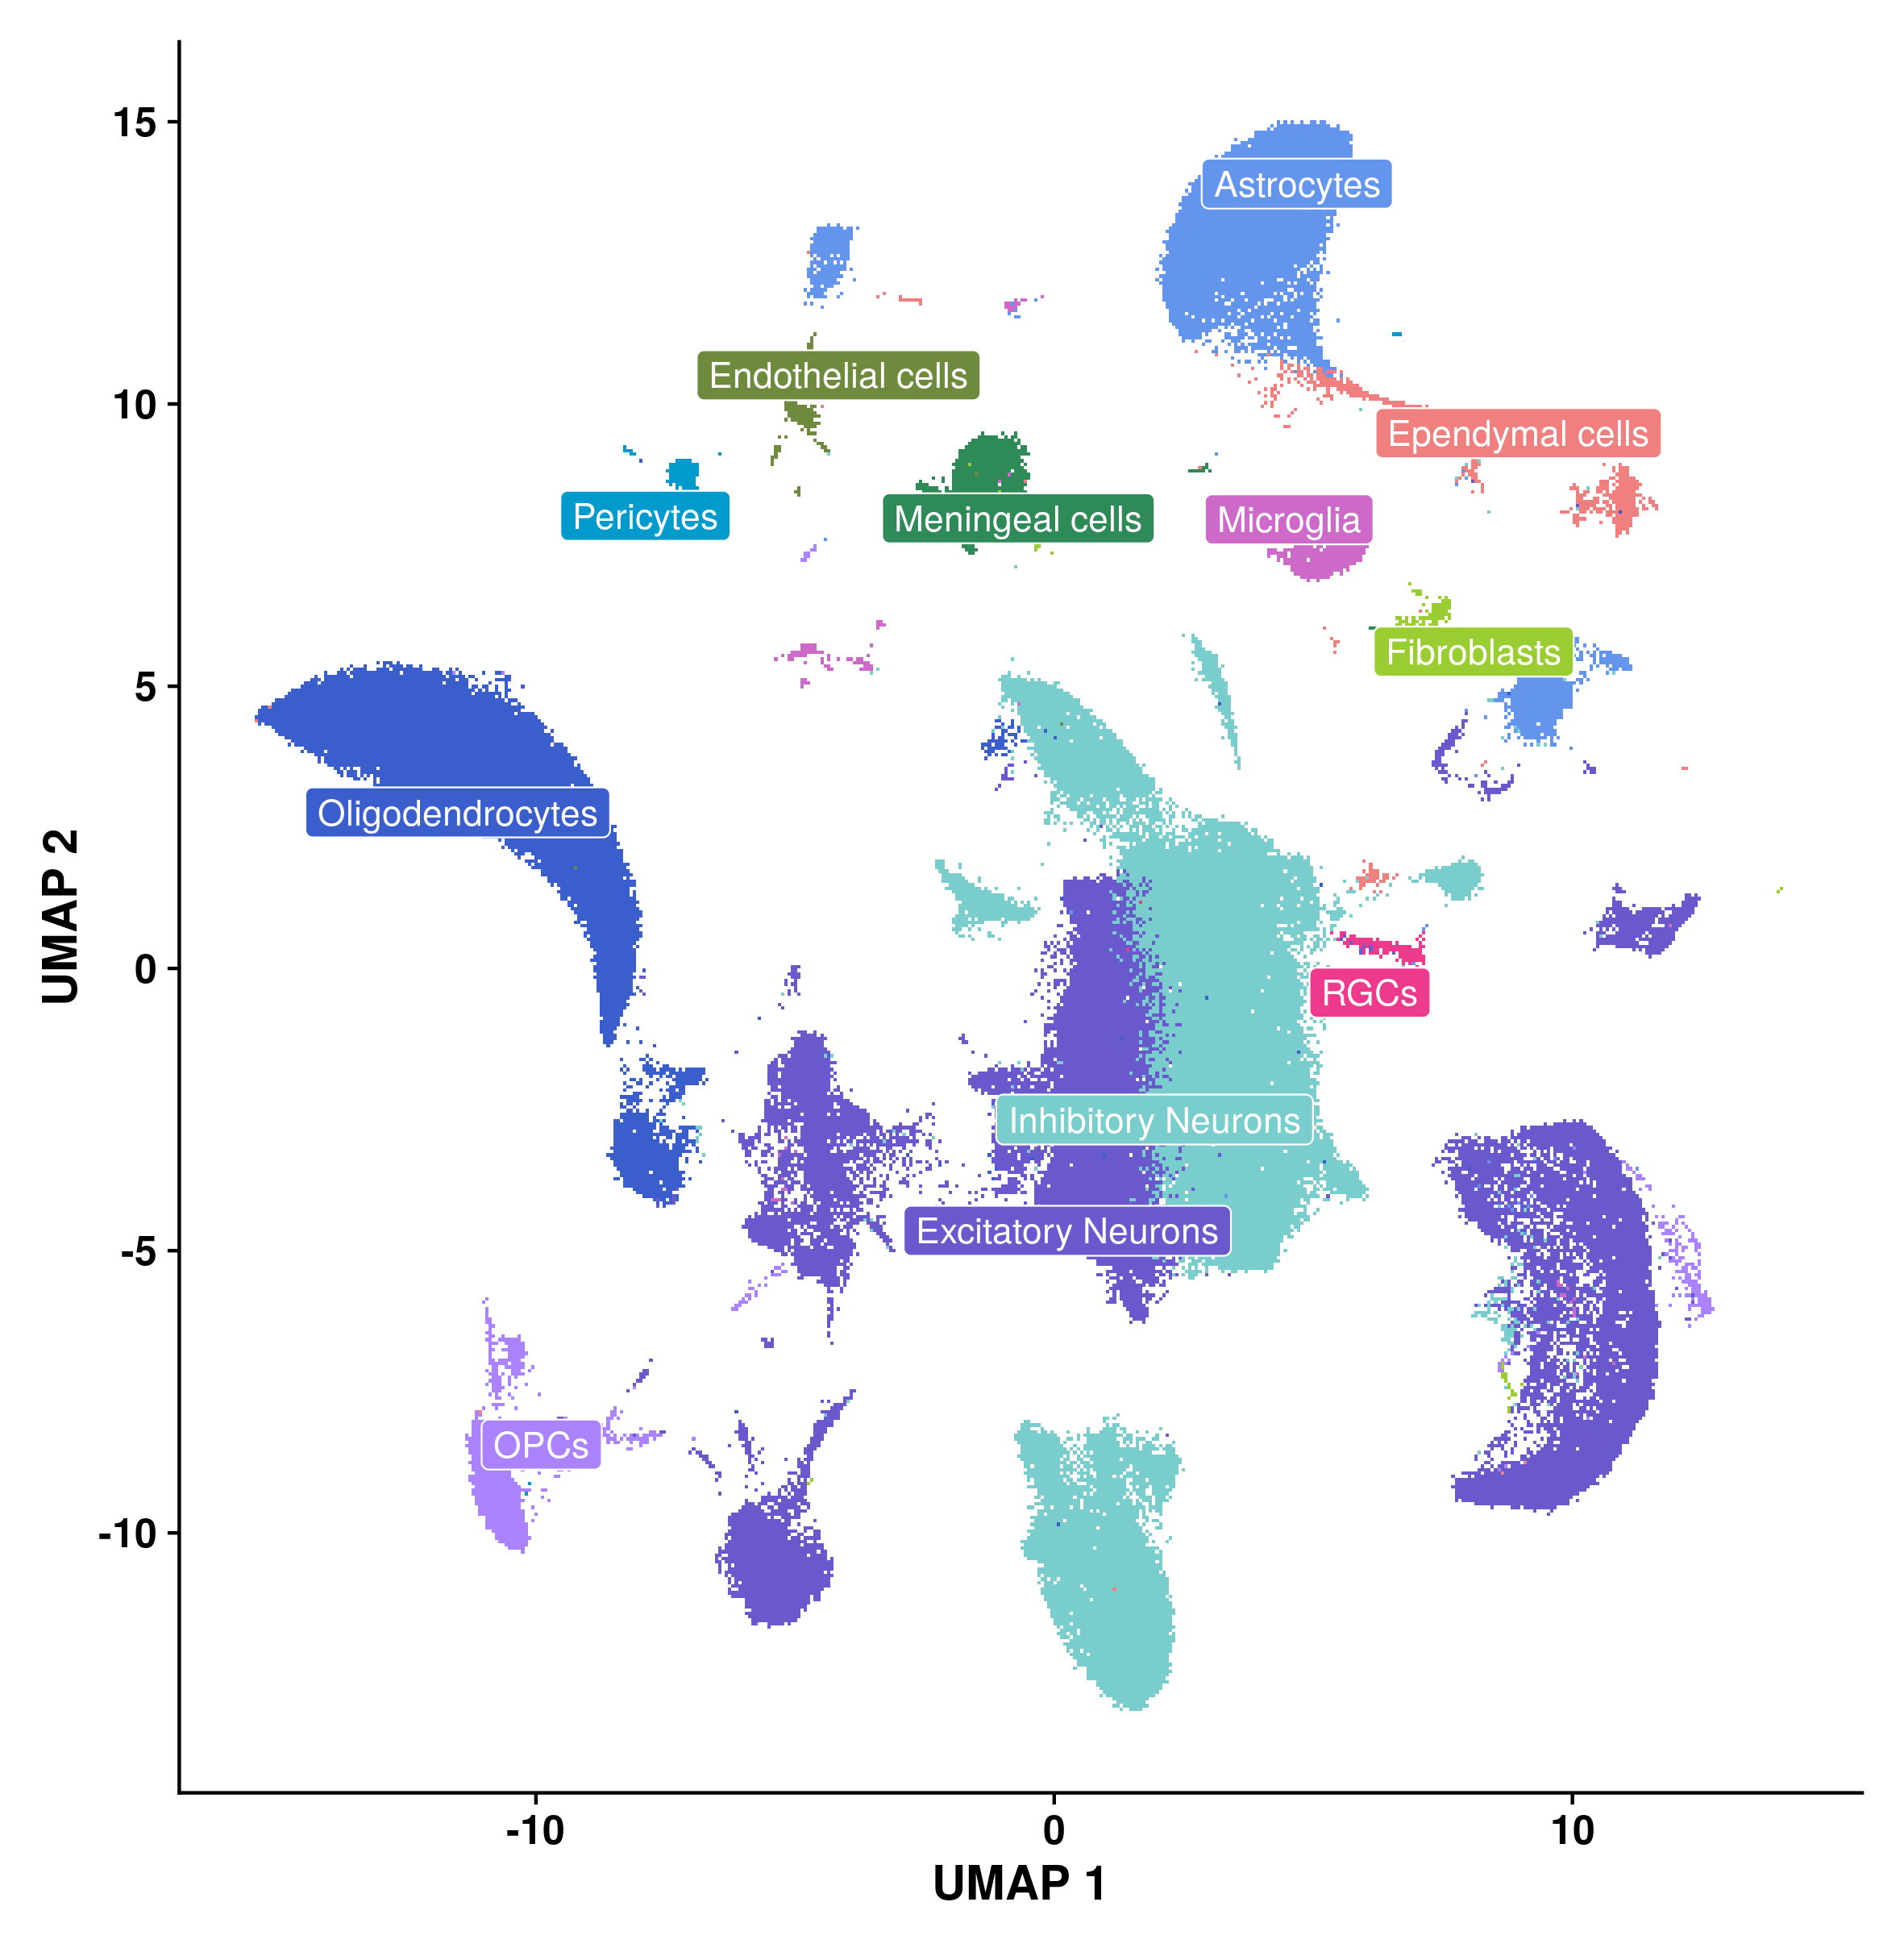 15
Astrocytes
Endothelial cells
10
Ependymal cells
Pericytes
Meningeal cells
Microglia
Fibroblasts
5
Oligodendrocytes
UMAP 2
0
RGCs
Inhibitory Neurons
Excitatory Neurons
-5
OPCs
-10
-10
0
10
UMAP 1